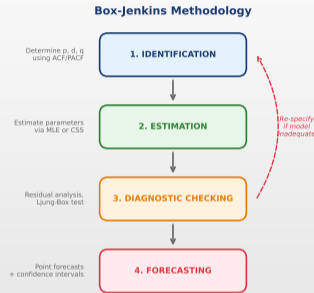 Box-Jenkins Methodology
Determine p, d, q
using ACF/PACF
1. IDENTIFICATION
Estimate parameters
via MLE or CSS
2. ESTIMATION
Re-specify
if model
inadequate
Residual analysis,
Ljung-Box test
3. DIAGNOSTIC CHECKING
Point forecasts
+ confidence intervals
4. FORECASTING